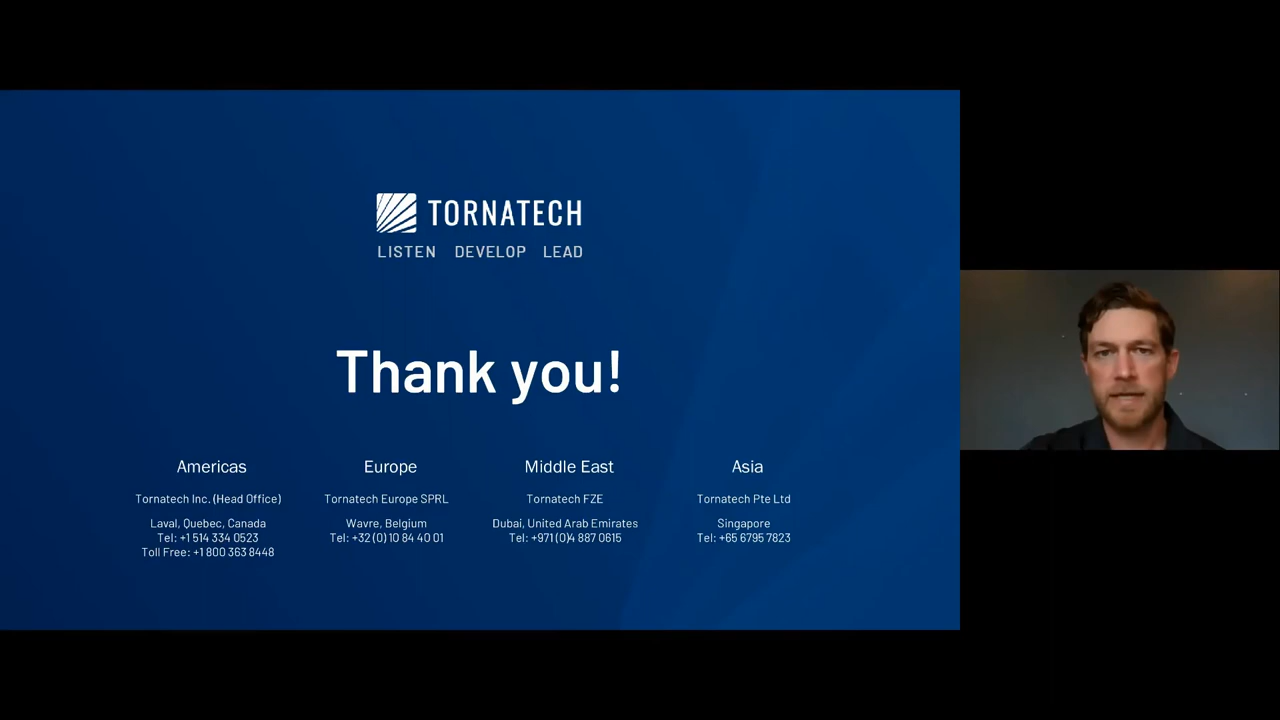 TORNATECH
LISTEN DEVELOP LEAD
Thank you!
Americas
Tornatech Inc. (Head Office)
Laval, Quebec, Canada
Tel: +1 514 334 0523
Toll Free: +1 800 363 8448
Europe
Tornatech Europe SPRL
Wavre, Belgium
Tel: +32 (0) 10 84 40 01
Middle East
Tornatech FZE
Dubai, United Arab Emirates
Tel: +971 (0)4 887 0615
Asia
Tornatech Pte Ltd
Singapore
Tel: +65 6795 7823